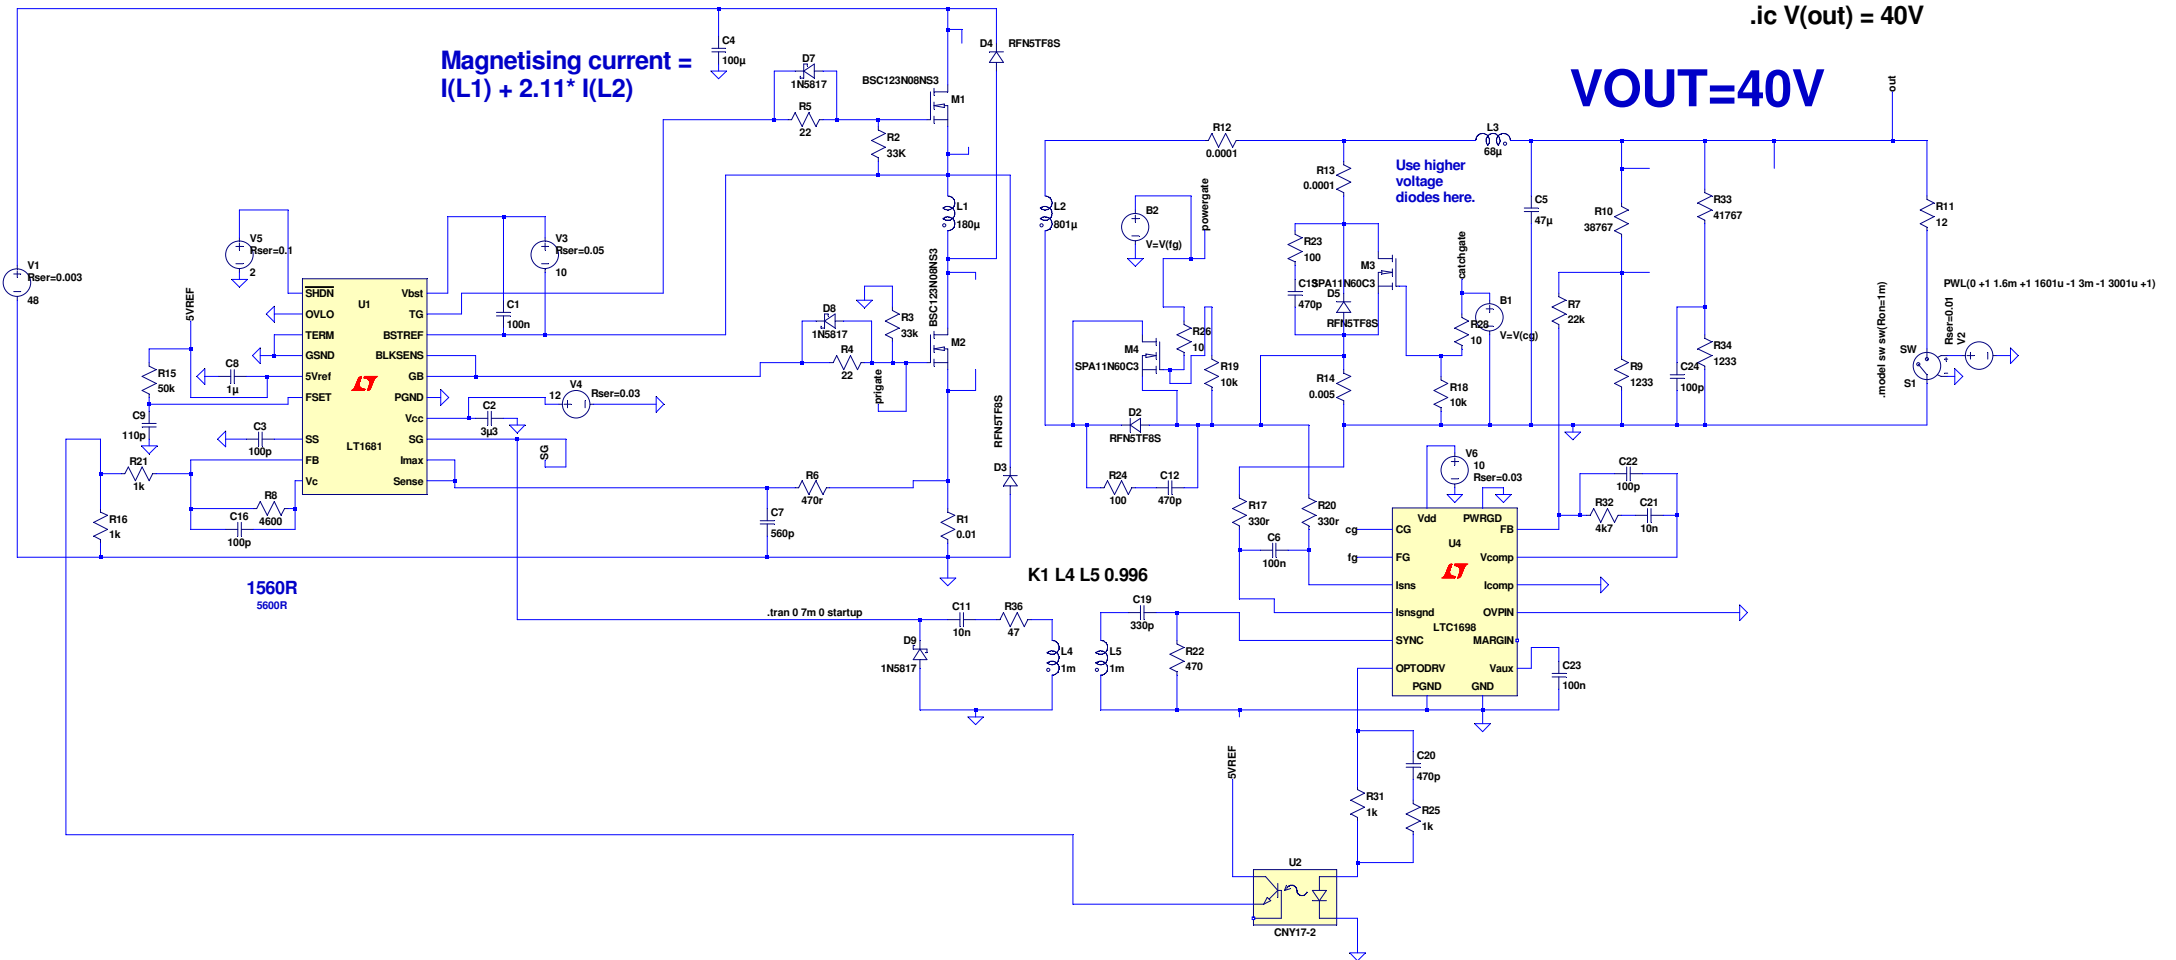 .ic V(out) = 40V
Magnetising current =
I(L1) + 2.11* I(L2)
VOUT=40V
C4
100µ
D4
RFN5TF8S
D7
1N5817
R5
22
BSC123N08NS3
M1
R2
33K
L1
180µ
BSC123N08NS3
M2
D8
1N5817
R4
22
R3
33k
prigate
V1
Rser=0.003
48
V5
Rser=0.1
2
5VREF
V3
Rser=0.05
10
C1
100n
U1
LT1681
SHDN
OVLO
TERM
GSND
5Vref
FSET
SS
FB
Vc
Vbst
TG
BSTREF
BLKSENS
GB
PGND
Vcc
SG
Imax
Sense
R15
50k
C8
1µ
C9
110p
C3
100p
R21
1k
R16
1k
R8
4600
C16
100p
V4
12
Rser=0.03
C2
3µ3
SG
R6
470r
C7
560p
R1
0.01
D3
RFN5TF8S
1560R
5600R
.tran 0 7m 0 startup
K1 L4 L5 0.996
C11
10n
R36
47
D9
1N5817
L4
1m
L5
1m
C19
330p
R22
470
R12
0.0001
L2
801µ
B2
V=V(fg)
powergate
R13
0.0001
R23
100
C13
470p
SPA11N60C3
M3
D5
RFN5TF8S
Use higher
voltage
diodes here.
L3
68µ
catchgate
B1
V=V(cg)
R28
10
R18
10k
R14
0.005
M4
SPA11N60C3
R26
10
R19
10k
D2
RFN5TF8S
R24
100
C12
470p
R17
330r
R20
330r
C6
100n
C5
47µ
R10
38767
R33
41767
R7
22k
R9
1233
C24
100p
R34
1233
out
R11
12
PWL(0 +1 1.6m +1 1601u -1 3m -1 3001u +1)
.model sw sw(Ron=1m)
SW
S1
Rser=0.01
V2
V6
10
Rser=0.03
C22
100p
R32
4k7
C21
10n
cg
fg
Vdd
PWRGD
CG
FG
Isns
Isnsgnd
SYNC
OPTODRV
PGND
GND
FB
Vcomp
Icomp
OVPIN
MARGIN
Vaux
U4
LTC1698
C23
100n
5VREF
C20
470p
R31
1k
R25
1k
U2
CNY17-2